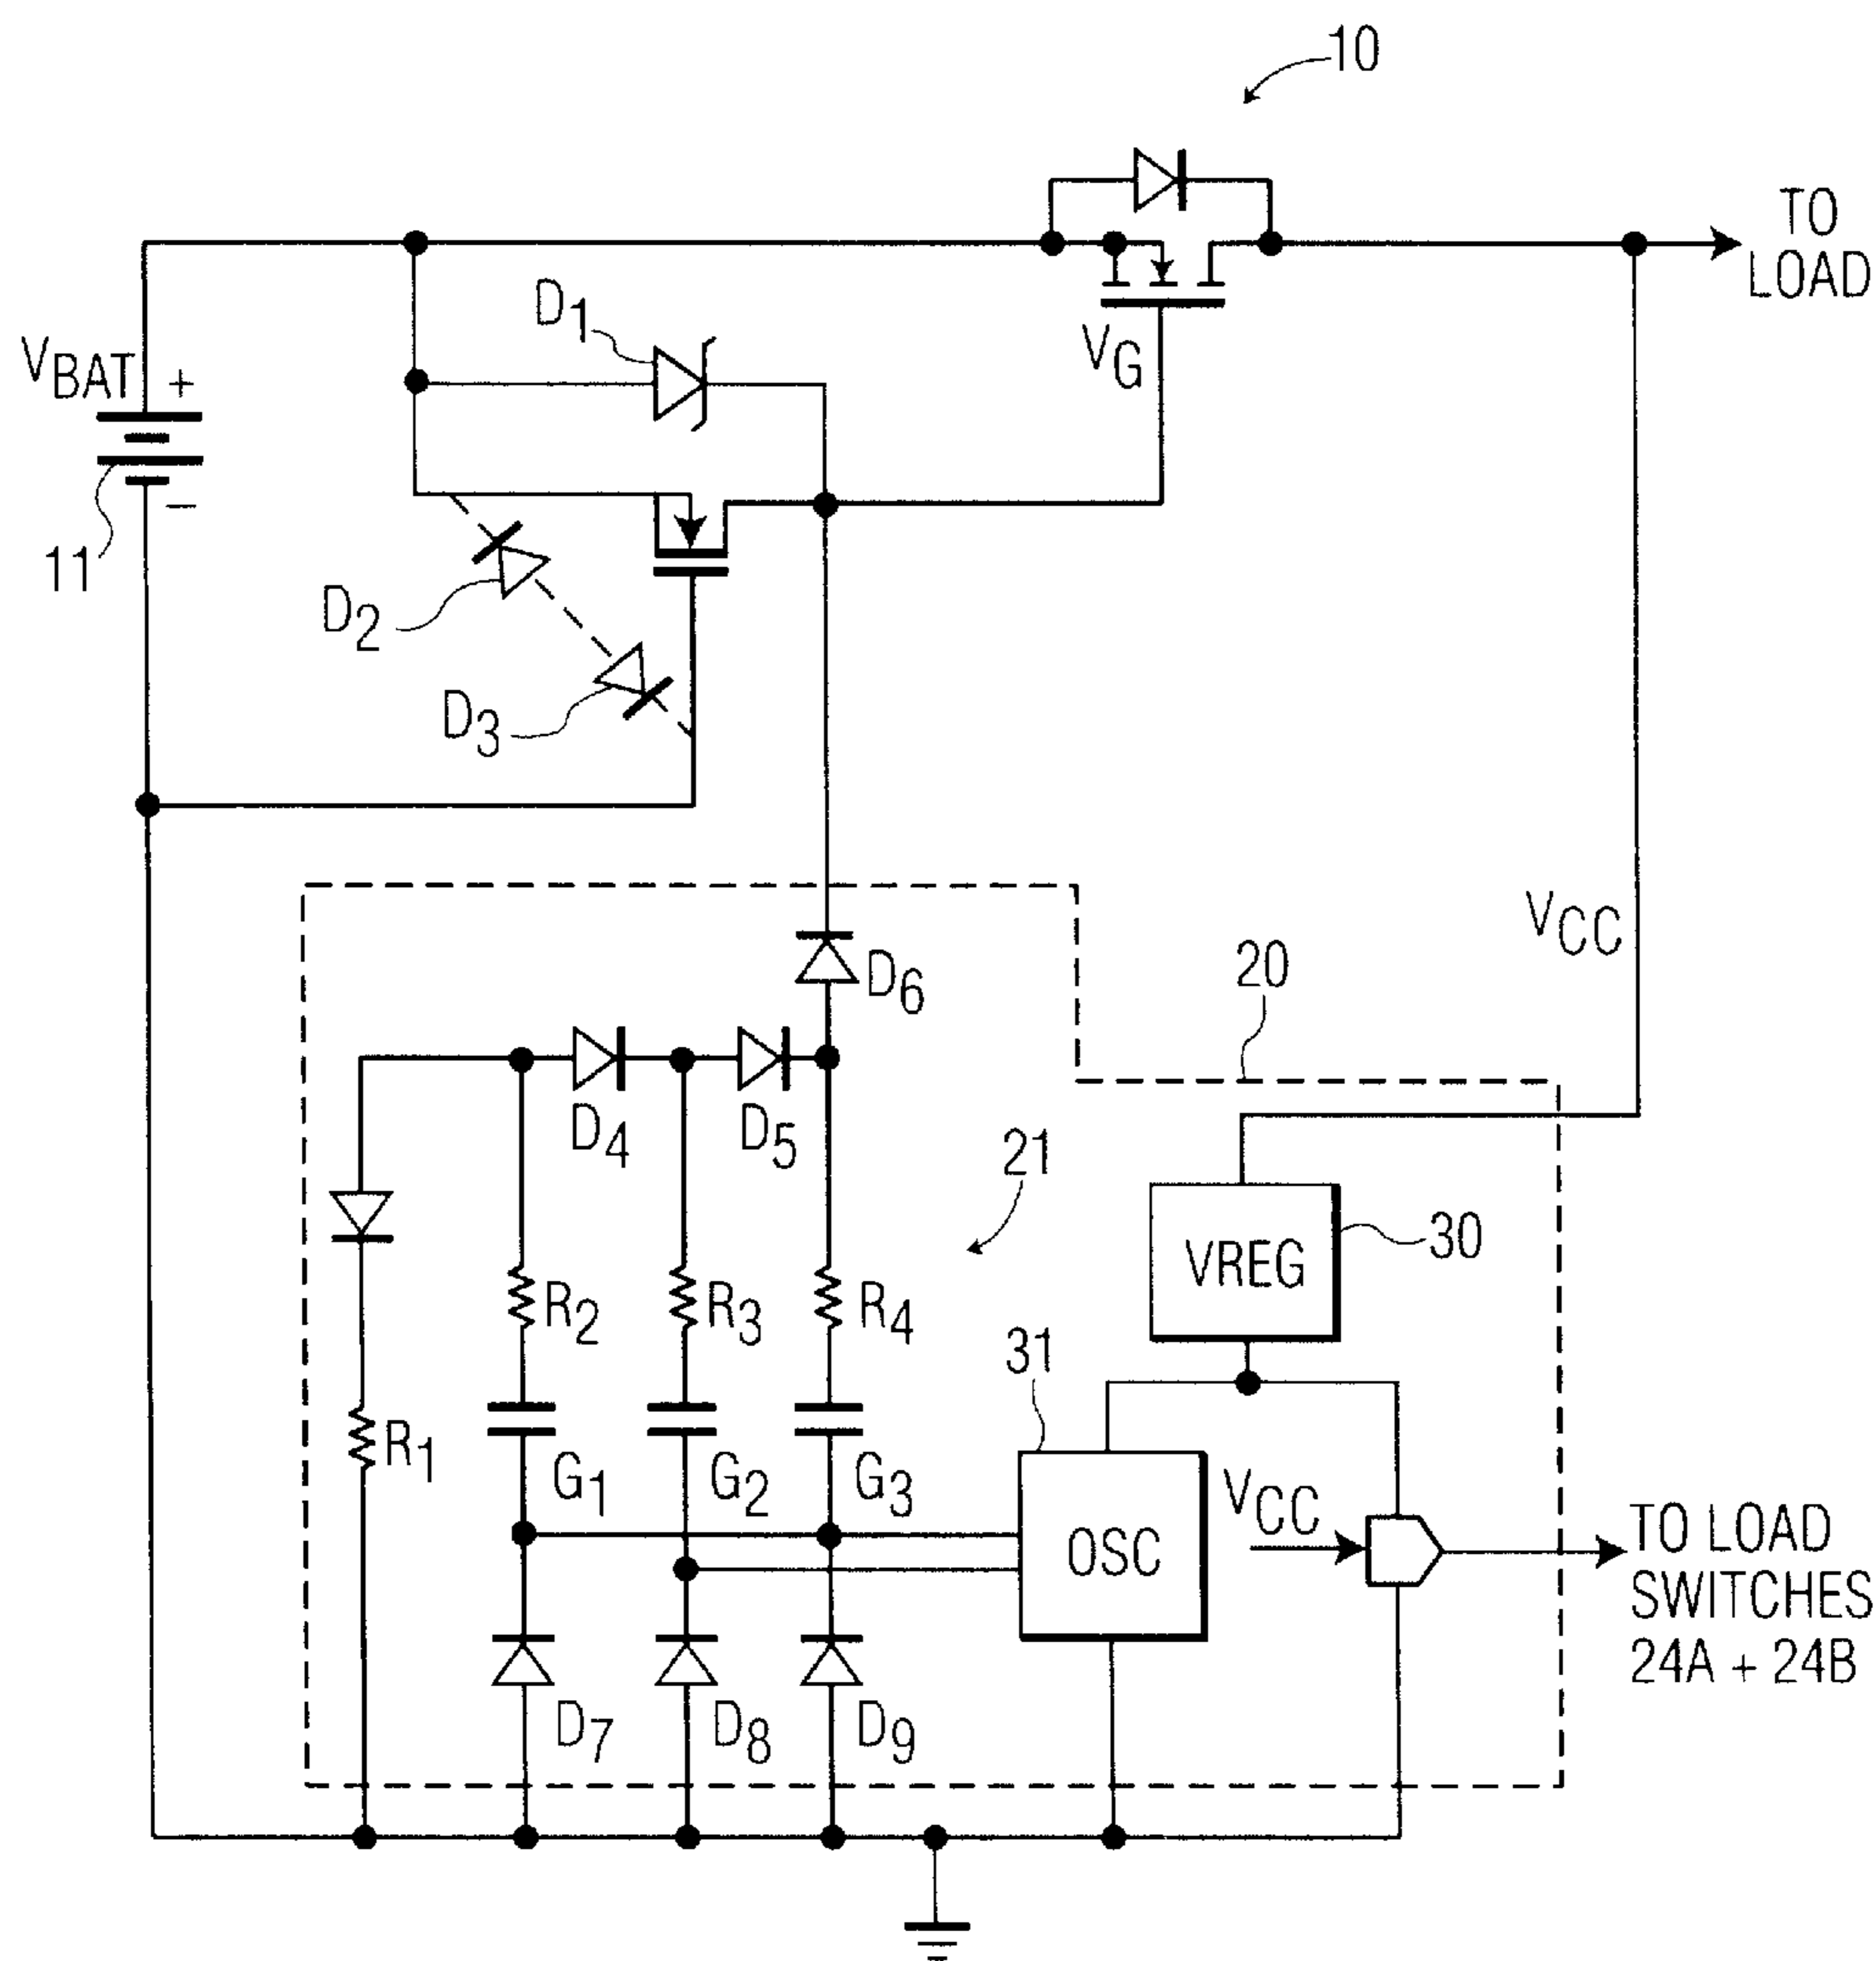 10
TO
LOAD
D1
VG
VBAT +
−
11
D2
D3
VCC
20
D6
D4
D5
21
30
VREG
R2
R3
R4
31
R1
G1
G2
G3
VCC
OSC
TO LOAD
SWITCHES
24A + 24B
D7
D8
D9